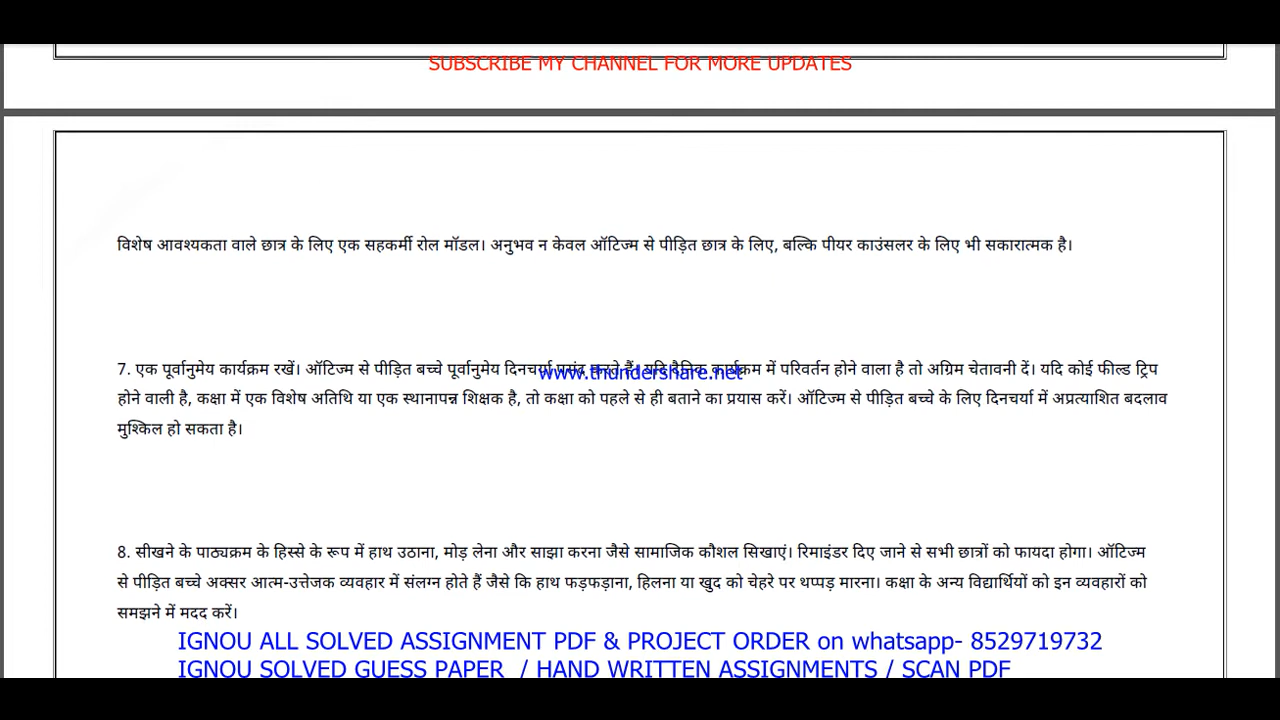 SUBSCRIBE MY CHANNEL FOR MORE UPDATES
विशेष आवश्यकता वाले छात्र के लिए एक सहकर्मी रोल मॉडल। अनुभव न केवल ऑटिज्म से पीड़ित छात्र के लिए, बल्कि पीयर काउंसलर के लिए भी सकारात्मक है।
7. एक पूर्वानुमेय कार्यक्रम रखें। ऑटिज्म से पीड़ित बच्चे पूर्वानुमेय दिनचर्या पसंद करते हैं। यदि दैनिक कार्यक्रम में परिवर्तन होने वाला है तो अग्रिम चेतावनी दें। यदि कोई फील्ड ट्रिप
www.thundershare.net
होने वाली है, कक्षा में एक विशेष अतिथि या एक स्थानापन्न शिक्षक है, तो कक्षा को पहले से ही बताने का प्रयास करें। ऑटिज्म से पीड़ित बच्चे के लिए दिनचर्या में अप्रत्याशित बदलाव
मुश्किल हो सकता है।
8. सीखने के पाठ्यक्रम के हिस्से के रूप में हाथ उठाना, मोड़ लेना और साझा करना जैसे सामाजिक कौशल सिखाएं। रिमाइंडर दिए जाने से सभी छात्रों को फायदा होगा। ऑटिज्म
से पीड़ित बच्चे अक्सर आत्म-उत्तेजक व्यवहार में संलग्न होते हैं जैसे कि हाथ फड़फड़ाना, हिलना या खुद को चेहरे पर थप्पड़ मारना। कक्षा के अन्य विद्यार्थियों को इन व्यवहारों को
समझने में मदद करें।
IGNOU ALL SOLVED ASSIGNMENT PDF & PROJECT ORDER on whatsapp- 8529719732
IGNOU SOLVED GUESS PAPER / HAND WRITTEN ASSIGNMENTS / SCAN PDF